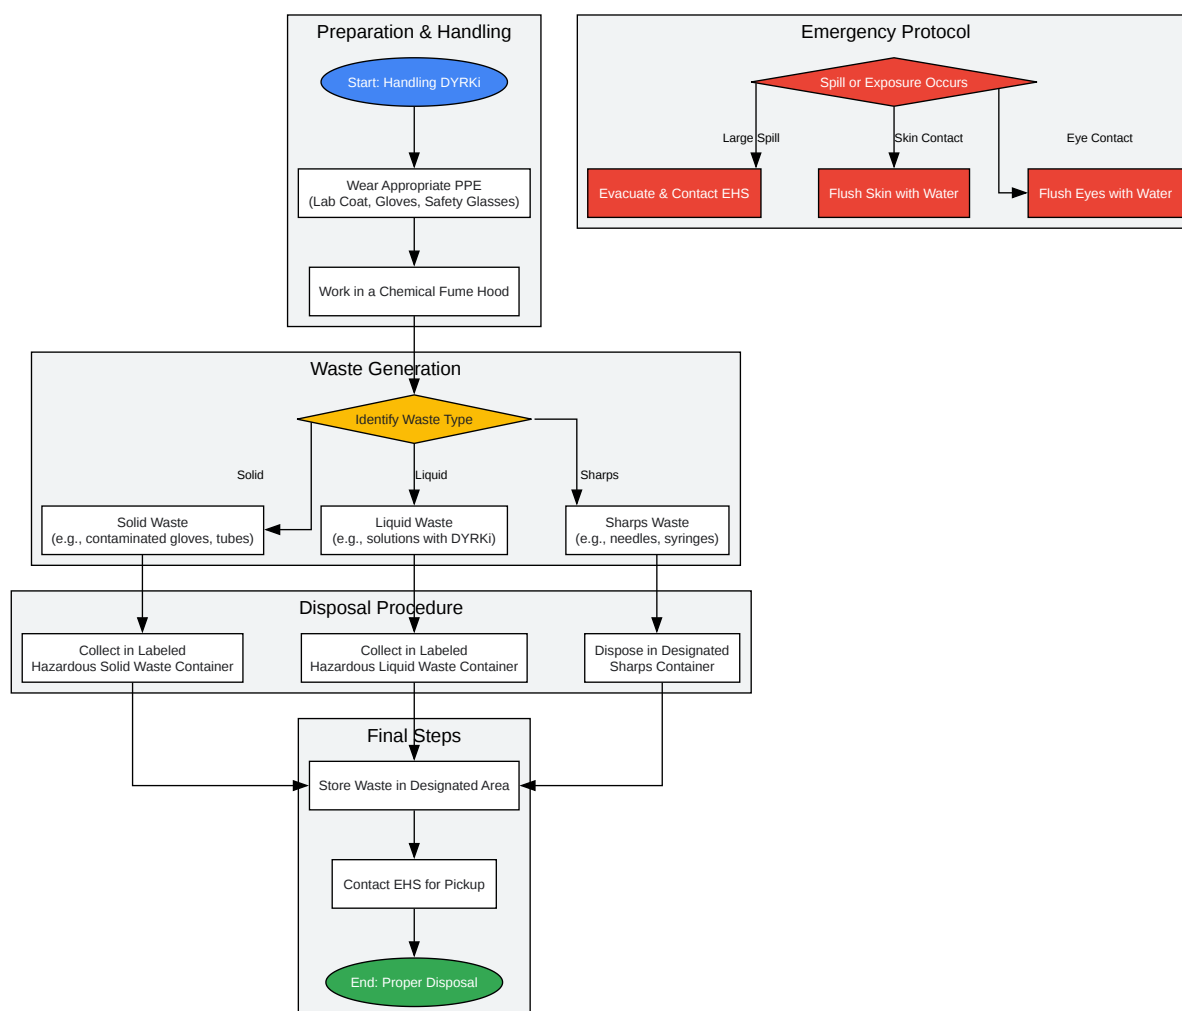 Preparation & Handling
Start: Handling DYRKi
Wear Appropriate PPE
(Lab Coat, Gloves, Safety Glasses)
Work in a Chemical Fume Hood
Emergency Protocol
Spill or Exposure Occurs
Large Spill
Skin Contact
Eye Contact
Evacuate & Contact EHS
Flush Skin with Water
Flush Eyes with Water
Waste Generation
Identify Waste Type
Solid
Liquid
Sharps
Solid Waste
(e.g., contaminated gloves, tubes)
Liquid Waste
(e.g., solutions with DYRKi)
Sharps Waste
(e.g., needles, syringes)
Disposal Procedure
Collect in Labeled
Hazardous Solid Waste Container
Collect in Labeled
Hazardous Liquid Waste Container
Dispose in Designated
Sharps Container
Final Steps
Store Waste in Designated Area
Contact EHS for Pickup
End: Proper Disposal